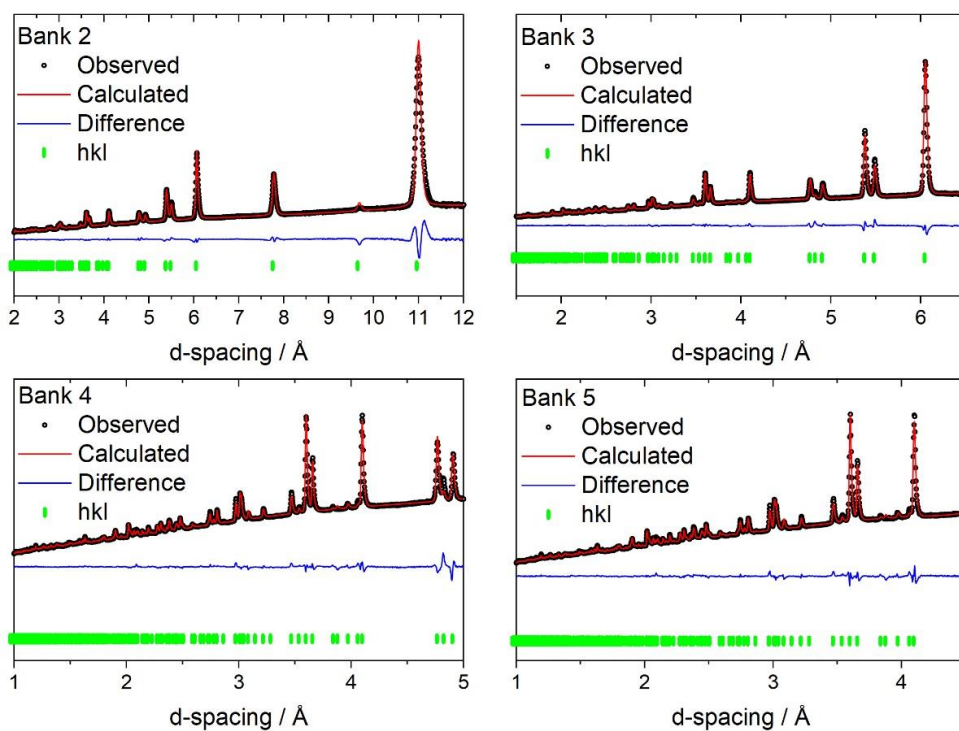 Bank 2
Observed
Calculated
Difference
hkl
2 3 4 5 6 7 8 9 10 11 12
d-spacing / Å
Bank 3
Observed
Calculated
Difference
hkl
2 3 4 5 6
d-spacing / Å
Bank 4
Observed
Calculated
Difference
hkl
1 2 3 4 5
d-spacing / Å
Bank 5
Observed
Calculated
Difference
hkl
1 2 3 4
d-spacing / Å